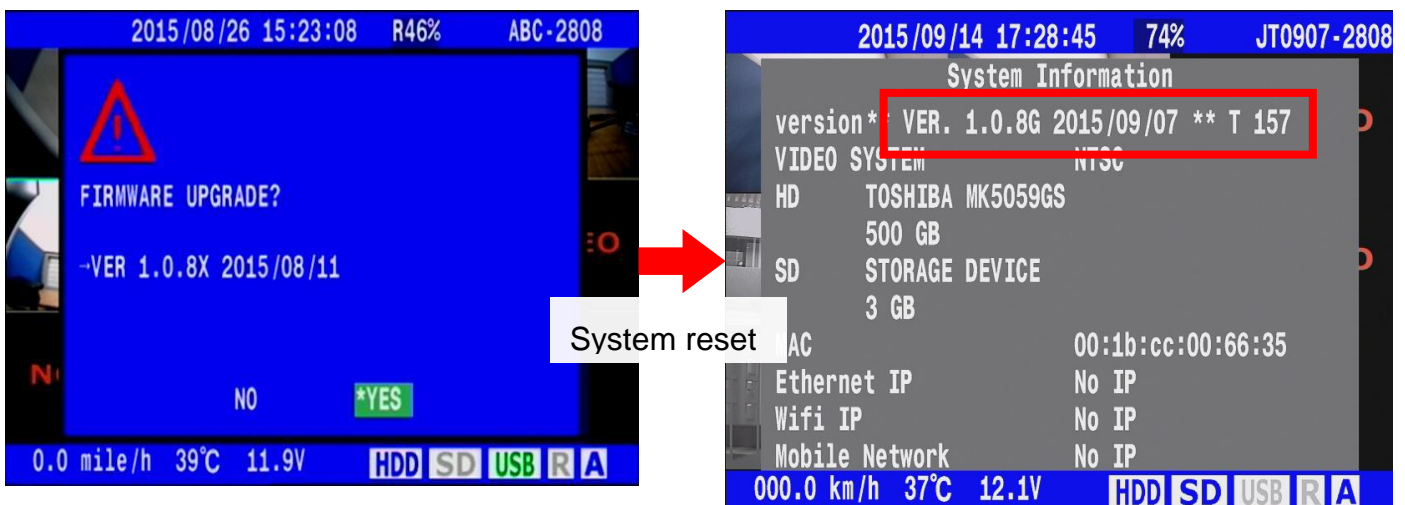 2015/08/26 15:23:08 R46% ABC-2808
FIRMWARE UPGRADE?
→VER 1.0.8X 2015/08/11
NO *YES
0.0 mile/h 39℃ 11.9V HDD SD USB R A
System reset
2015/09/14 17:28:45 74% JT0907-2808
System Information
version** VER. 1.0.8G 2015/09/07 ** T 157
VIDEO SYSTEM NTSC
HD TOSHIBA MK5059GS
500 GB
SD STORAGE DEVICE
3 GB
AC 00:1b:cc:00:66:35
Ethernet IP No IP
Wifi IP No IP
Mobile Network No IP
000.0 km/h 37℃ 12.1V HDD SD USB R A